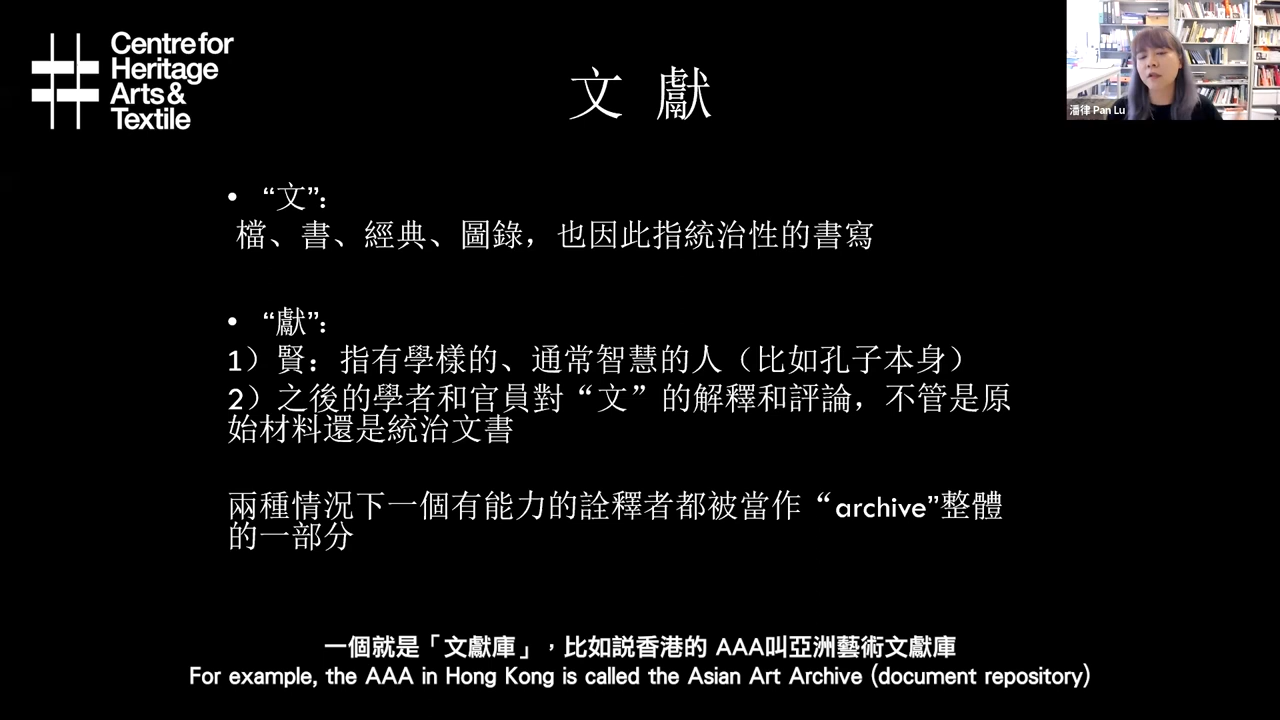 Centre for
Heritage
Arts &
Textile
文 獻
潘律 Pan Lu
• “文”：
檔、書、經典、圖錄，也因此指統治性的書寫
• “獻”：
1）賢：指有學樣的、通常智慧的人（比如孔子本身）
2）之後的學者和官員對“文”的解釋和評論，不管是原
始材料還是統治文書
兩種情況下一個有能力的詮釋者都被當作“archive”整體
的一部分
一個就是「文獻庫」，比如説香港的 AAA叫亞洲藝術文獻庫
For example, the AAA in Hong Kong is called the Asian Art Archive (document repository)